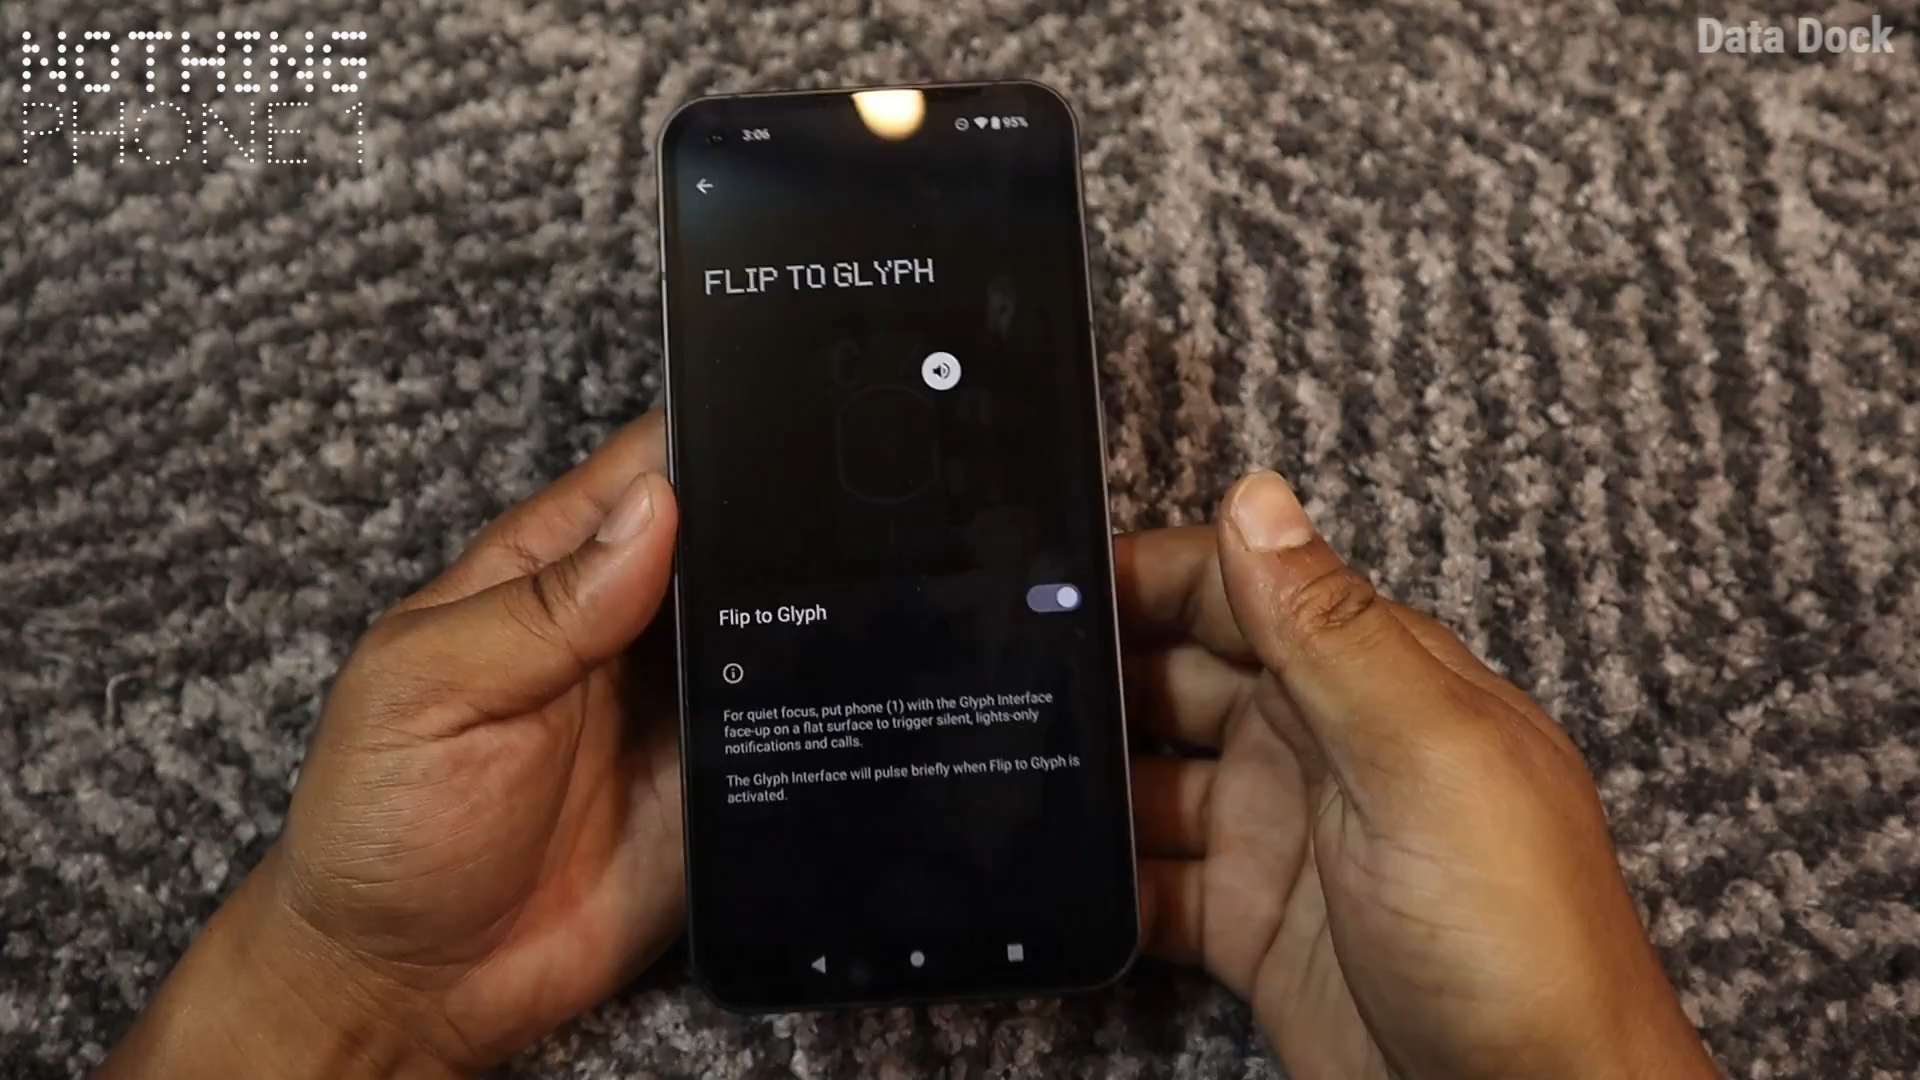 NOTHING
PHONE 1
Data Dock
3:06
95%
FLIP TO GLYPH
Flip to Glyph
For quiet focus, put phone (1) with the Glyph Interface
face-up on a flat surface to trigger silent, lights-only
notifications and calls.
The Glyph Interface will pulse briefly when Flip to Glyph is
activated.